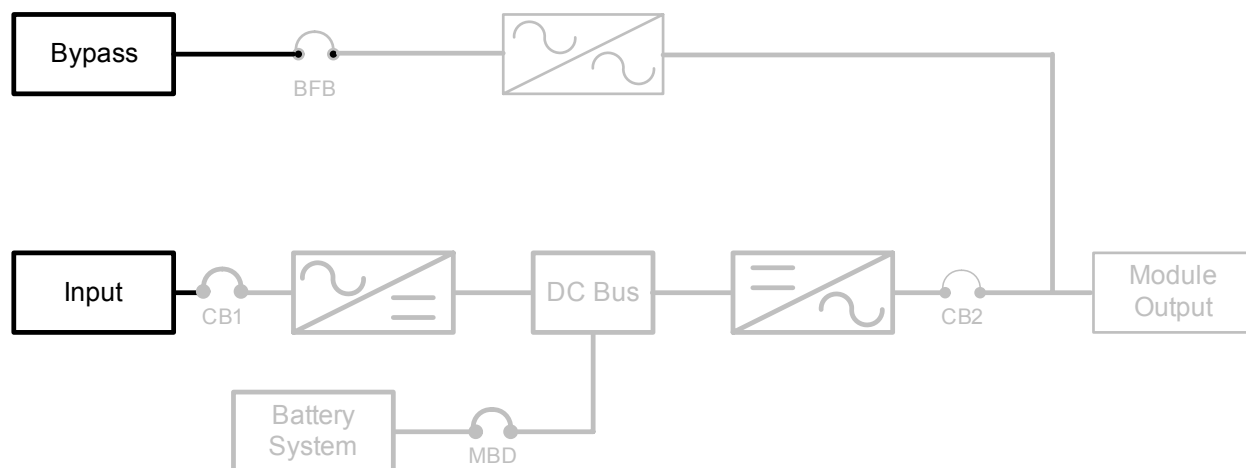 Bypass
BFB
Input
CB1
DC Bus
CB2
Module
Output
Battery
System
MBD